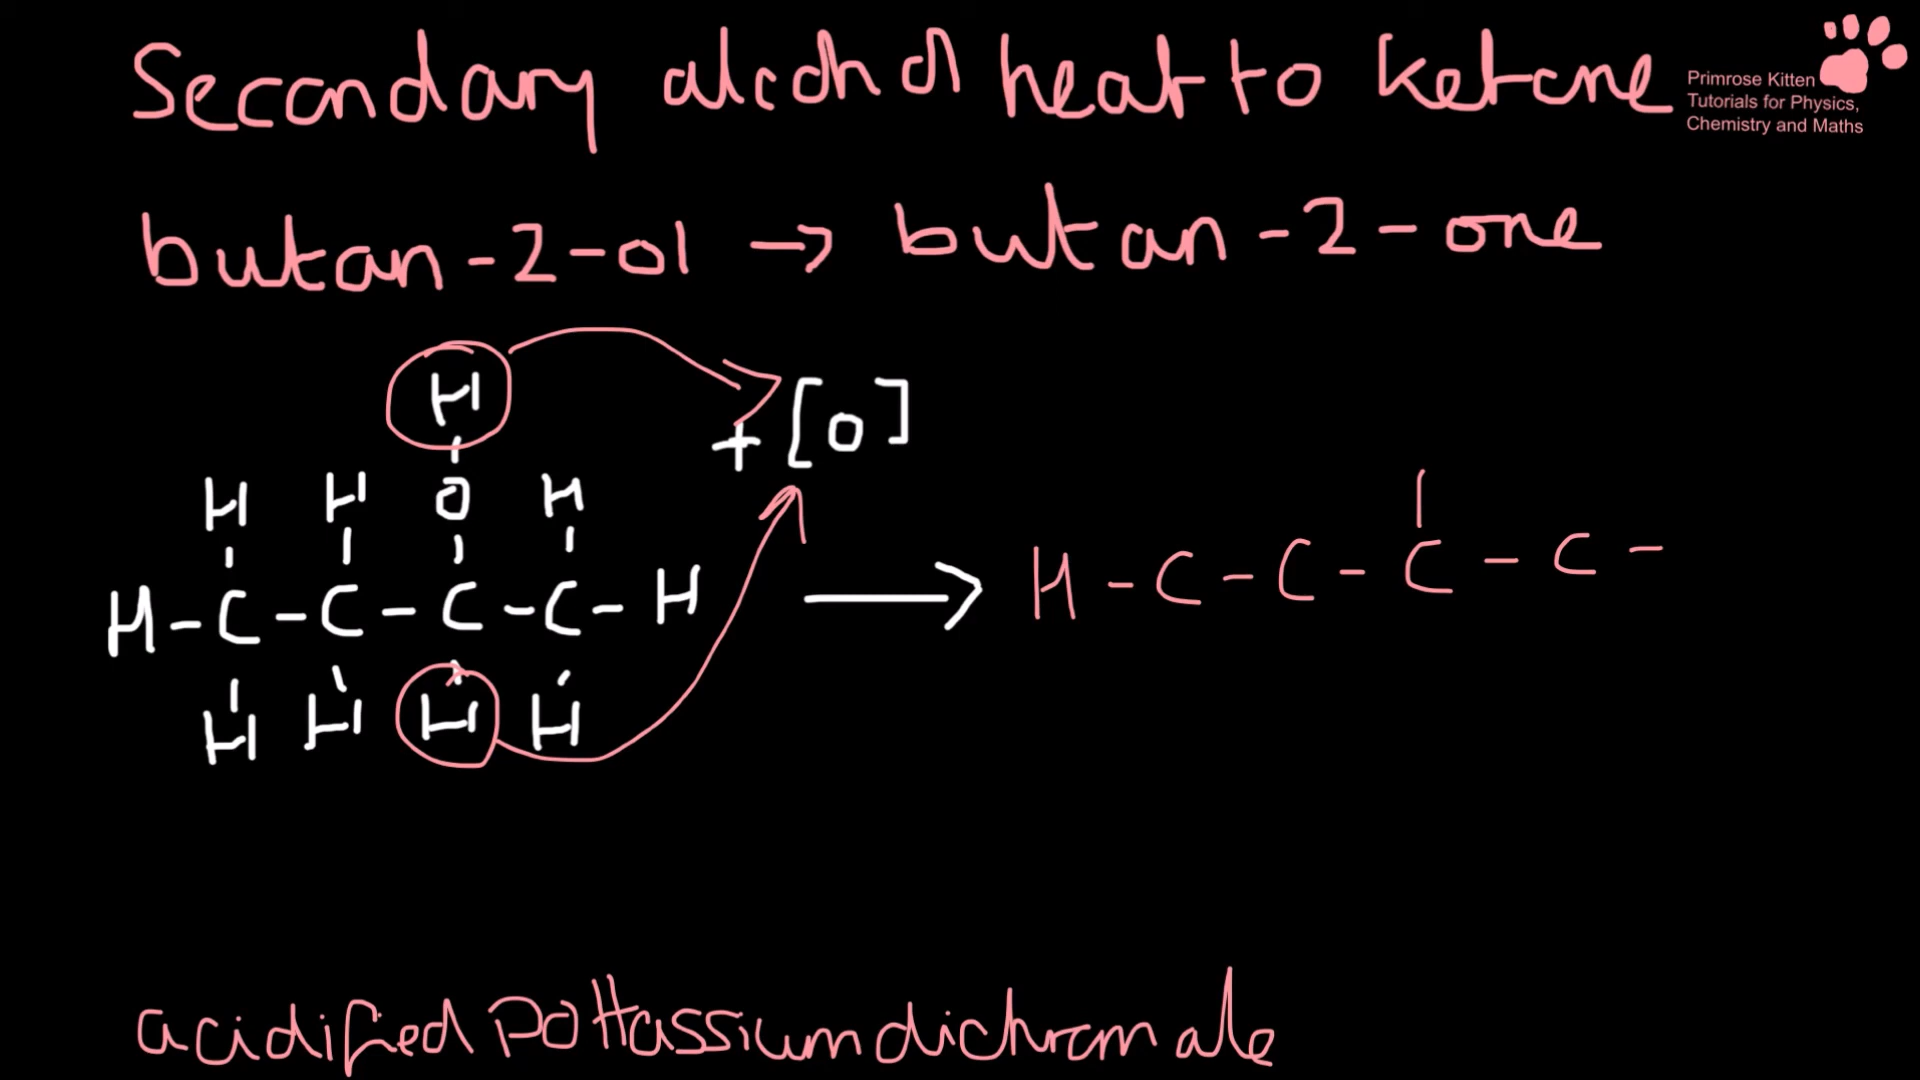 Secondary alcohol heat to ketone
Primrose Kitten
Tutorials for Physics,
Chemistry and Maths
butan-2-ol → butan-2-one
H
+ [O]
H H O H
H-C-C-C-C-H
H-C-C-C-C-
H H H H
acidified pottassium dichromate